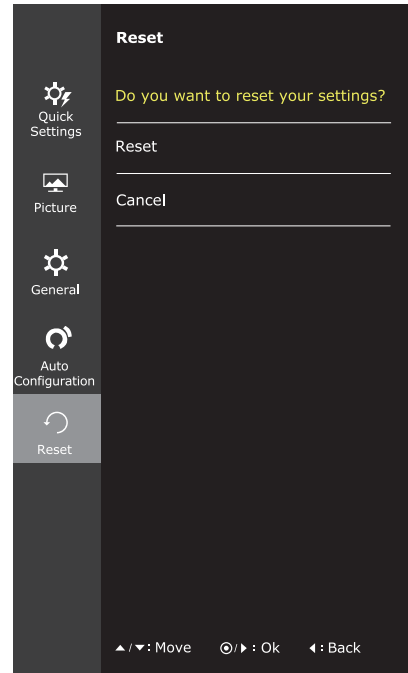 Reset
Do you want to reset your settings?
Reset
Cancel
Quick
Settings
Picture
General
Auto
Configuration
Reset
▲/▼: Move ⦿/▶: Ok ◀: Back